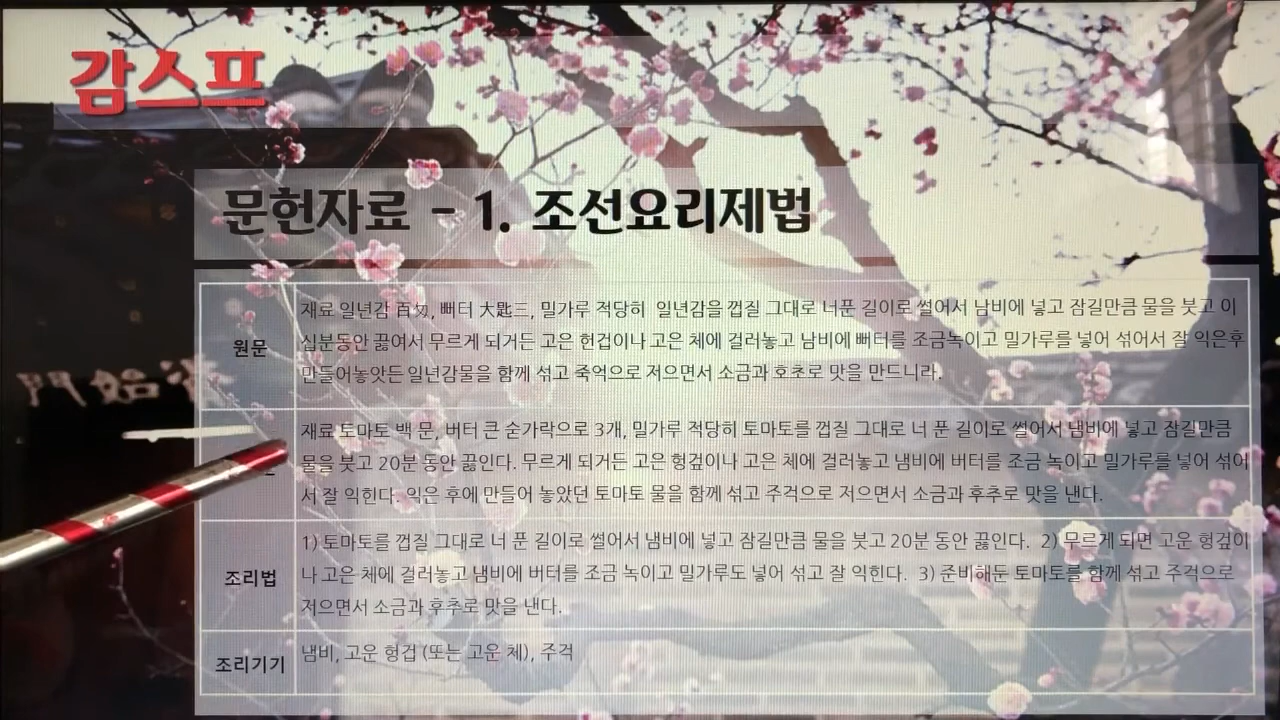 감스프
문헌자료 - 1. 조선요리제법
원문
재료 일년감 百匁, 뻐터 大匙三, 밀가루 적당히 일년감을 껍질 그대로 너푼 길이로 썰어서 남비에 넣고 잠길만큼 물을 붓고 이
십분동안 끓여서 무르게 되거든 고은 헌겁이나 고은 체에 걸러놓고 남비에 뻐터를 조금녹이고 밀가루를 넣어 섞어서 잘 익은후
만들어놓앗든 일년감물을 함께 섞고 죽억으로 저으면서 소금과 호초로 맛을 만드니라.
재료 토마토 백 문, 버터 큰 숟가락으로 3개, 밀가루 적당히 토마토를 껍질 그대로 너 푼 길이로 썰어서 냄비에 넣고 잠길만큼
물을 붓고 20분 동안 끓인다. 무르게 되거든 고은 헝겊이나 고은 체에 걸러놓고 냄비에 버터를 조금 녹이고 밀가루를 넣어 섞어
서 잘 익힌다. 익은 후에 만들어 놓았던 토마토 물을 함께 섞고 주걱으로 저으면서 소금과 후추로 맛을 낸다.
조리법
1) 토마토를 껍질 그대로 너 푼 길이로 썰어서 냄비에 넣고 잠길만큼 물을 붓고 20분 동안 끓인다. 2) 무르게 되면 고운 헝겊이
나 고은 체에 걸러놓고 냄비에 버터를 조금 녹이고 밀가루도 넣어 섞고 잘 익힌다. 3) 준비해둔 토마토를 함께 섞고 주걱으로
저으면서 소금과 후추로 맛을 낸다.
조리기기
냄비, 고운 헝겁 (또는 고운 체), 주걱